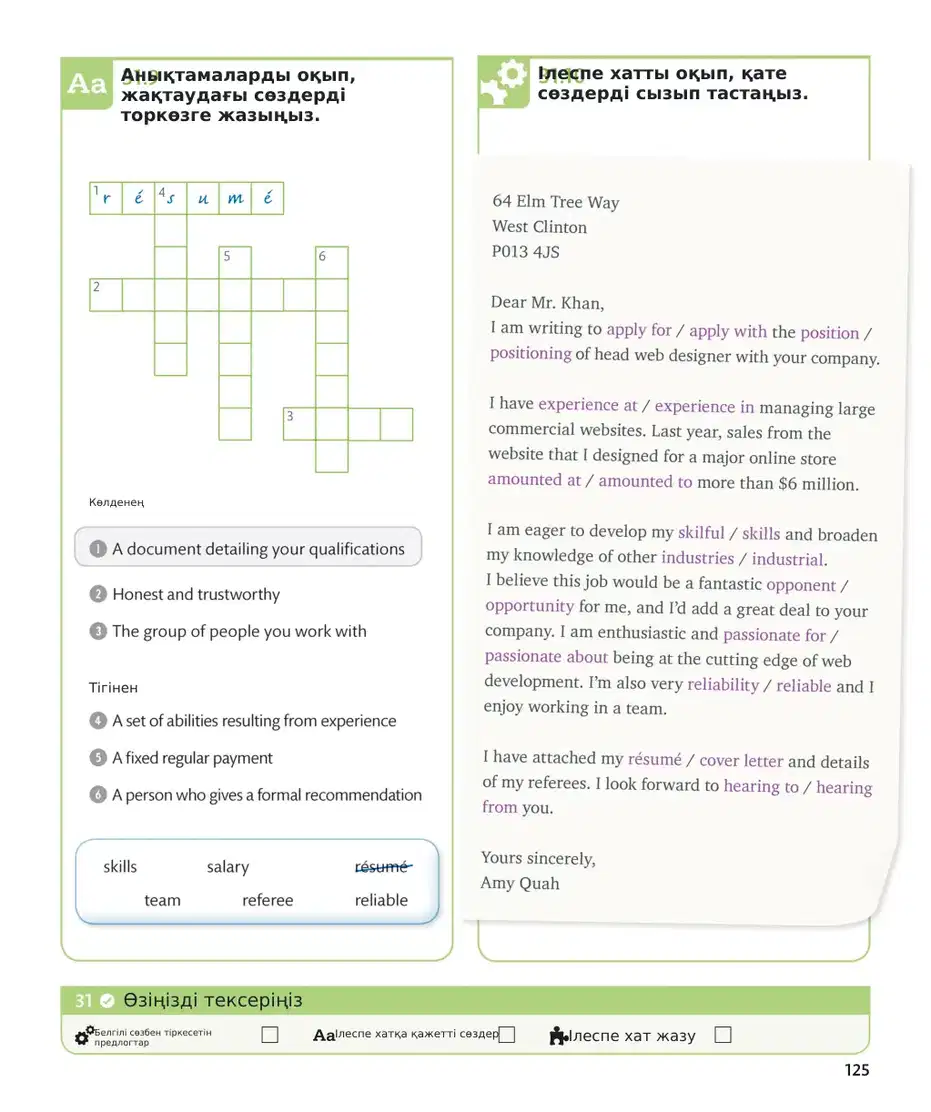 Aa
Анықтамаларды оқып,
жақтаудағы сөздерді
торкөзге жазыңыз.
1 r é 4 s u m é
5 6
2
3
Көлденең
1 A document detailing your qualifications
2 Honest and trustworthy
3 The group of people you work with
Тігінен
4 A set of abilities resulting from experience
5 A fixed regular payment
6 A person who gives a formal recommendation
skills salary résumé
team referee reliable
Ілеспе хатты оқып, қате
сөздерді сызып тастаңыз.
64 Elm Tree Way
West Clinton
P013 4JS
Dear Mr. Khan,
I am writing to apply for / apply with the position /
positioning of head web designer with your company.
I have experience at / experience in managing large
commercial websites. Last year, sales from the
website that I designed for a major online store
amounted at / amounted to more than $6 million.
I am eager to develop my skilful / skills and broaden
my knowledge of other industries / industrial.
I believe this job would be a fantastic opponent /
opportunity for me, and I’d add a great deal to your
company. I am enthusiastic and passionate for /
passionate about being at the cutting edge of web
development. I’m also very reliability / reliable and I
enjoy working in a team.
I have attached my résumé / cover letter and details
of my referees. I look forward to hearing to / hearing
from you.
Yours sincerely,
Amy Quah
31 Өзіңізді тексеріңіз
Белгілі сөзбен тіркесетін
предлогтар
Aa Ілеспе хатқа қажетті сөздер
Ілеспе хат жазу
125